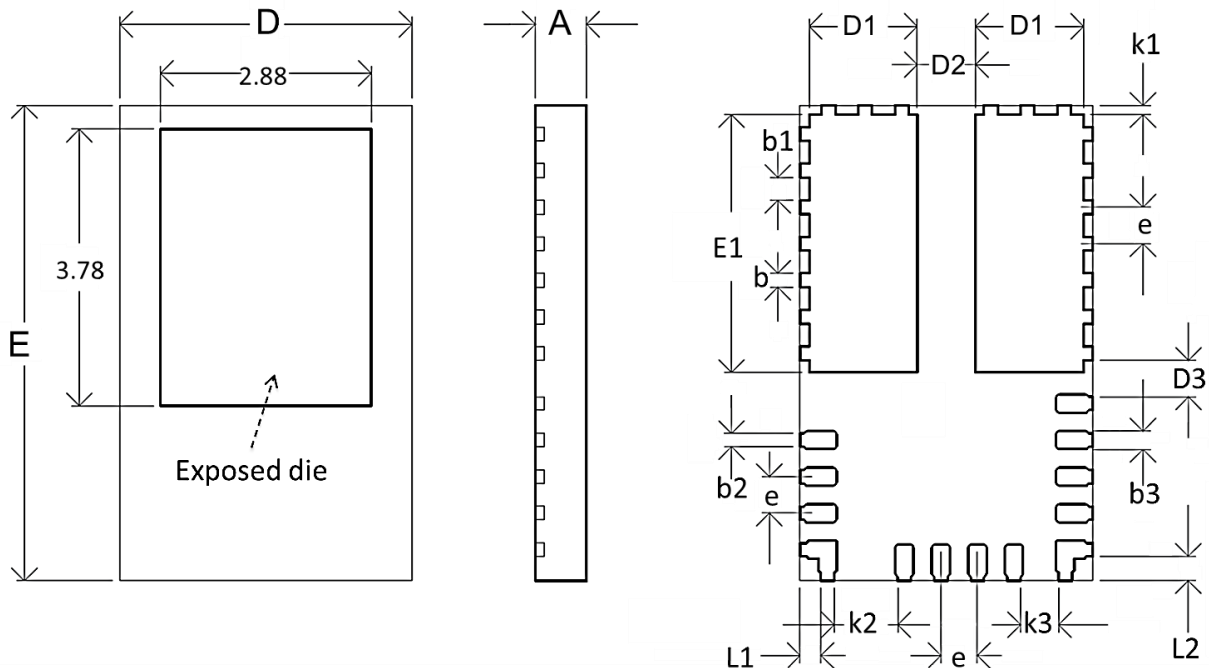 D
A
D1
D1
k1
2.88
D2
b1
e
E1
3.78
b
E
D3
Exposed die
b2
e
b3
k2
k3
L1
e
L2